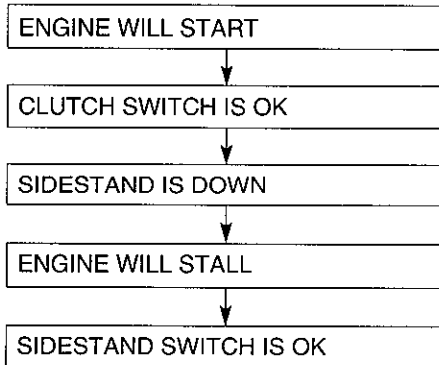 ENGINE WILL START
CLUTCH SWITCH IS OK
SIDESTAND IS DOWN
ENGINE WILL STALL
SIDESTAND SWITCH IS OK